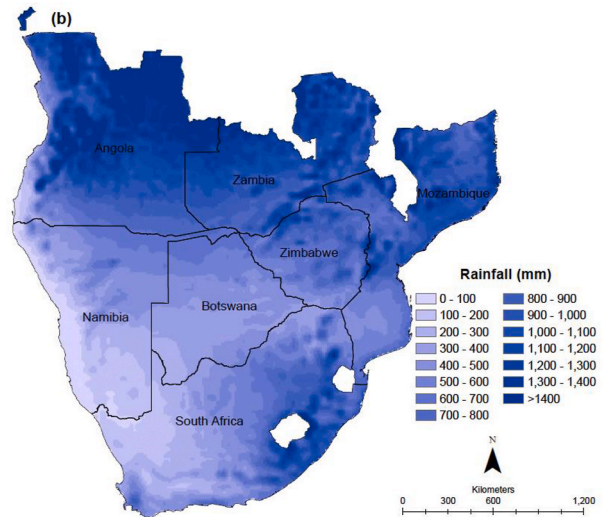 (b)
Angola
Zambia
Mozambique
Zimbabwe
Namibia
Botswana
South Africa
Rainfall (mm)
0 - 100
100 - 200
200 - 300
300 - 400
400 - 500
500 - 600
600 - 700
700 - 800
800 - 900
900 - 1,000
1,000 - 1,100
1,100 - 1,200
1,200 - 1,300
1,300 - 1,400
>1400
N
Kilometers
0 300 600 1,200